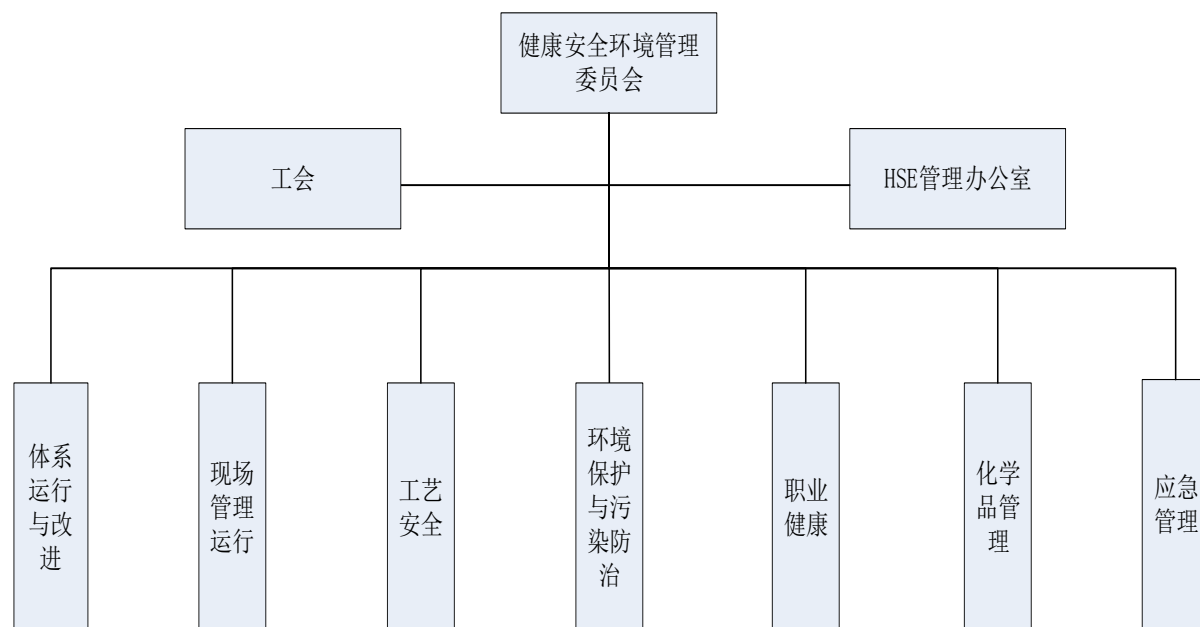 健康安全环境管理
委员会
工会
HSE管理办公室
体系
运行
与改
进
现场
管理
运行
工艺
安全
环境
保护
与污
染防
治
职业
健康
化学
品管
理
应急
管理